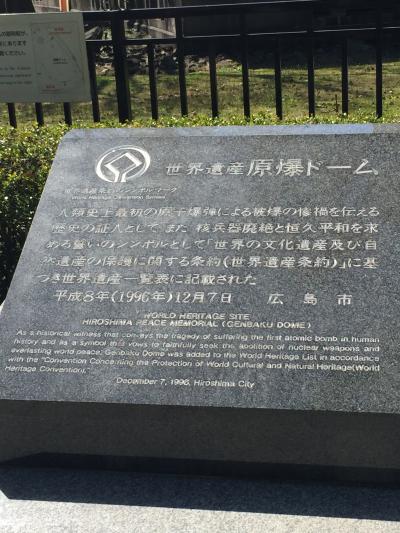 世界遺産 原爆ドーム
世界遺産条約シンボル・マーク
World Heritage Convention Symbol
人類史上最初の原子爆弾による被爆の惨禍を伝える
歴史の証人として、また 核兵器廃絶と恒久平和を求
める誓いのシンボルとして「世界の文化遺産及び自
然遺産の保護に関する条約(世界遺産条約)」に基
づき世界遺産一覧表に記載された
平成8年(1996年)12月7日 広島市
WORLD HERITAGE SITE
HIROSHIMA PEACE MEMORIAL (GENBAKU DOME)
As a historical witness that conveys the tragedy of suffering the first atomic bomb in human
history and as a symbol that vows to faithfully seek the abolition of nuclear weapons and
everlasting world peace, Genbaku Dome was added to the World Heritage List in accordance
with the "Convention Concerning the Protection of World Cultural and Natural Heritage(World
Heritage Convention)."
December 7, 1996, Hiroshima City